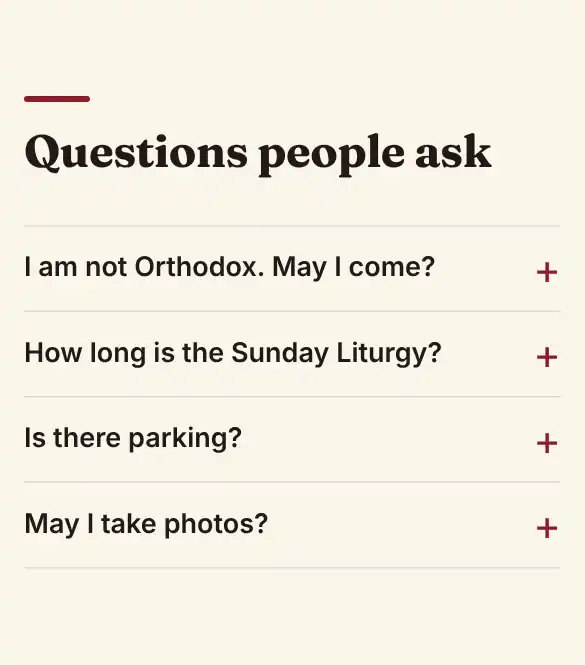 Questions people ask
I am not Orthodox. May I come?
How long is the Sunday Liturgy?
Is there parking?
May I take photos?